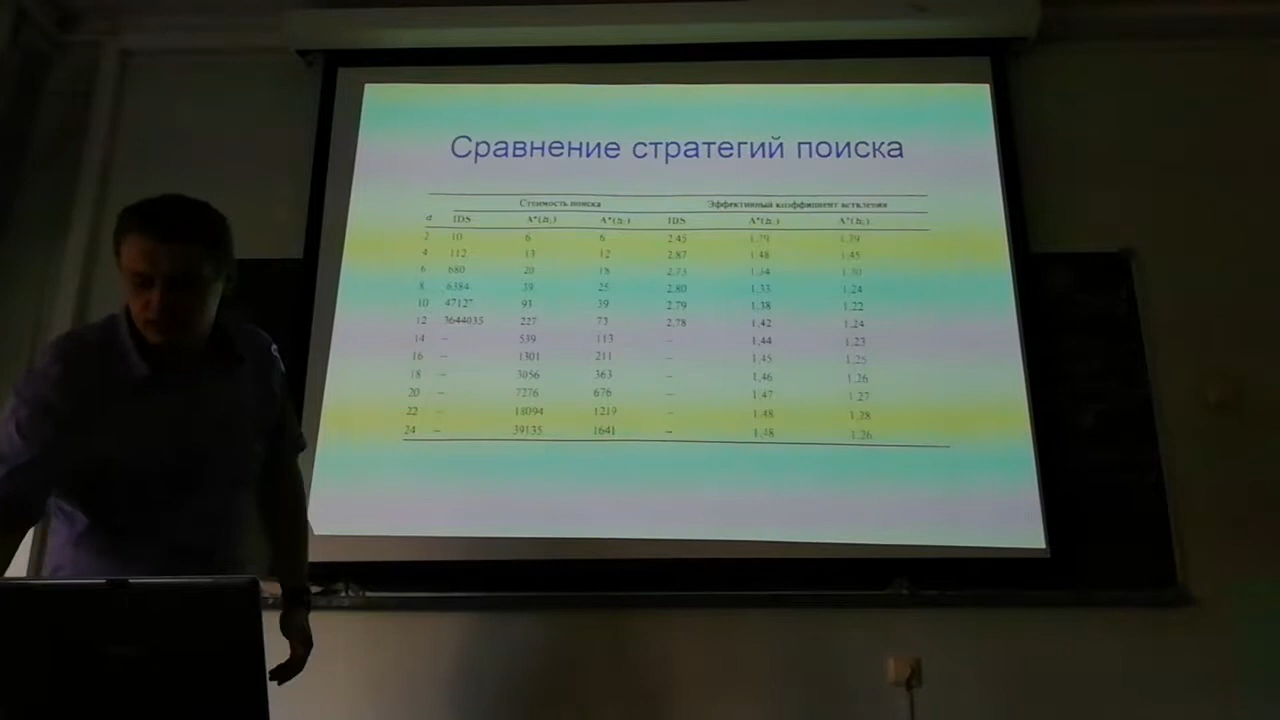 Сравнение стратегий поиска
Стоимость поиска Эффективный коэффициент ветвления
d IDS A*(h₁) A*(h₂) IDS A*(h₁) A*(h₂)
2 10 6 6 2,45 1,79 1,79
4 112 13 12 2,87 1,48 1,45
6 680 20 18 2,73 1,34 1,30
8 6384 39 25 2,80 1,33 1,24
10 47127 93 39 2,79 1,38 1,22
12 3644035 227 73 2,78 1,42 1,24
14 – 539 113 – 1,44 1,23
16 – 1301 211 – 1,45 1,25
18 – 3056 363 – 1,46 1,26
20 – 7276 676 – 1,47 1,27
22 – 18094 1219 – 1,48 1,28
24 – 39135 1641 – 1,48 1,26